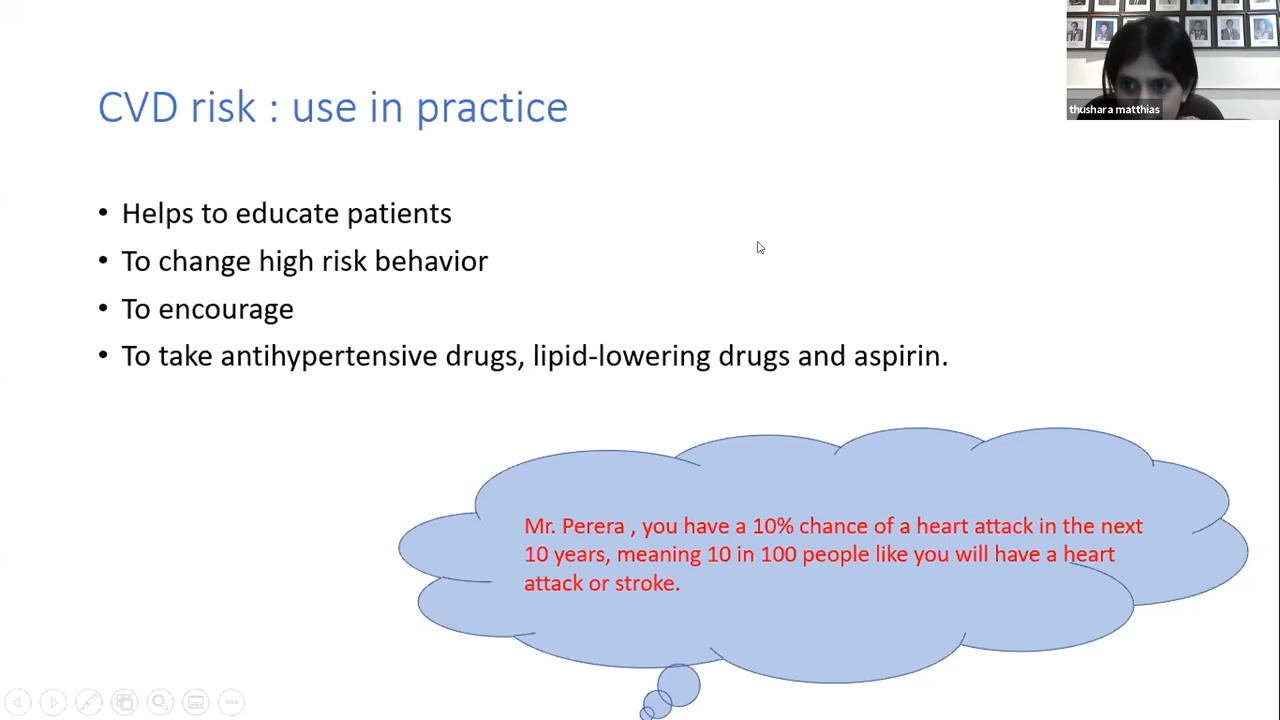 thushara matthias
CVD risk : use in practice
• Helps to educate patients
• To change high risk behavior
• To encourage
• To take antihypertensive drugs, lipid-lowering drugs and aspirin.
Mr. Perera , you have a 10% chance of a heart attack in the next
10 years, meaning 10 in 100 people like you will have a heart
attack or stroke.